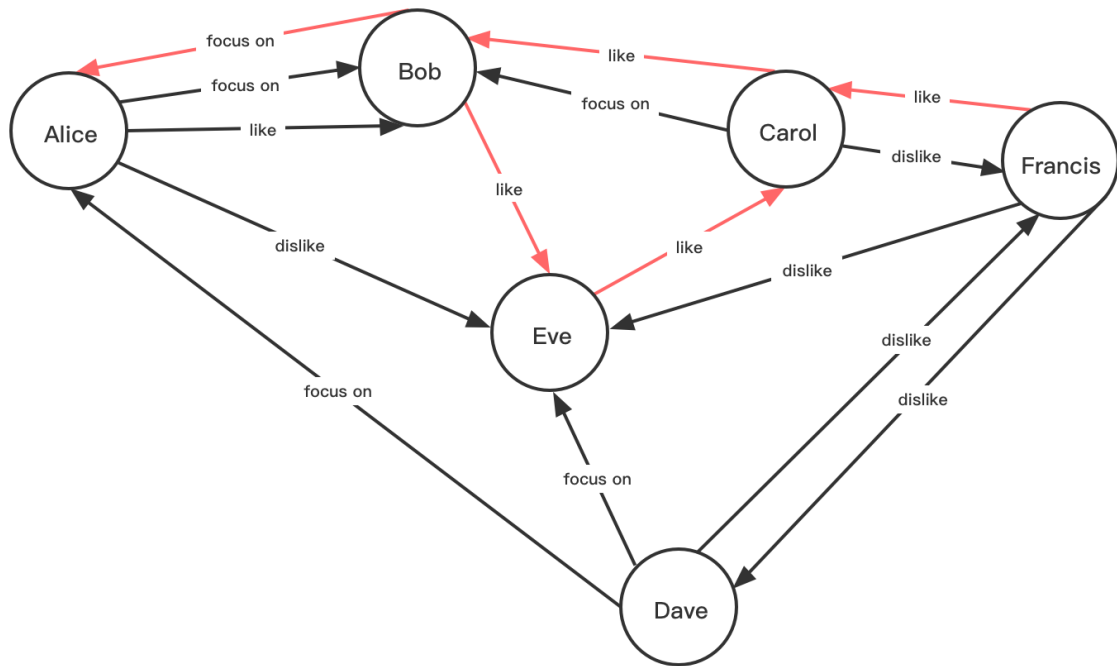 focus on
Bob
like
focus on
like
focus on
Alice
like
Carol
dislike
Francis
like
dislike
like
dislike
Eve
dislike
focus on
dislike
focus on
Dave